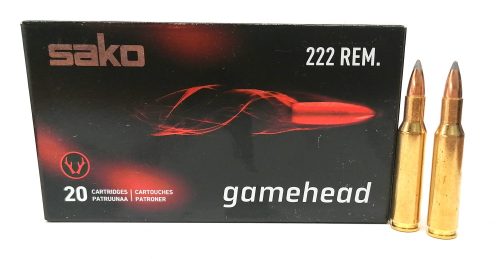 sako
222 REM.
20 CARTRIDGES | CARTOUCHES
PATRUUNAA | PATRONER
gamehead